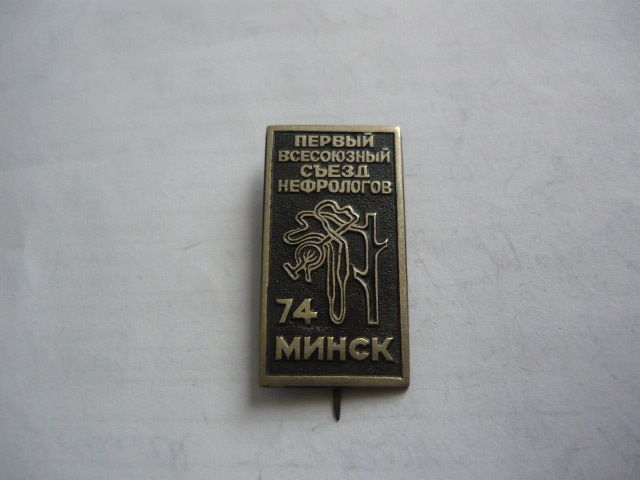 ПЕРВЫЙ
ВСЕСОЮЗНЫЙ
СЪЕЗД
НЕФРОЛОГОВ
74
МИНСК